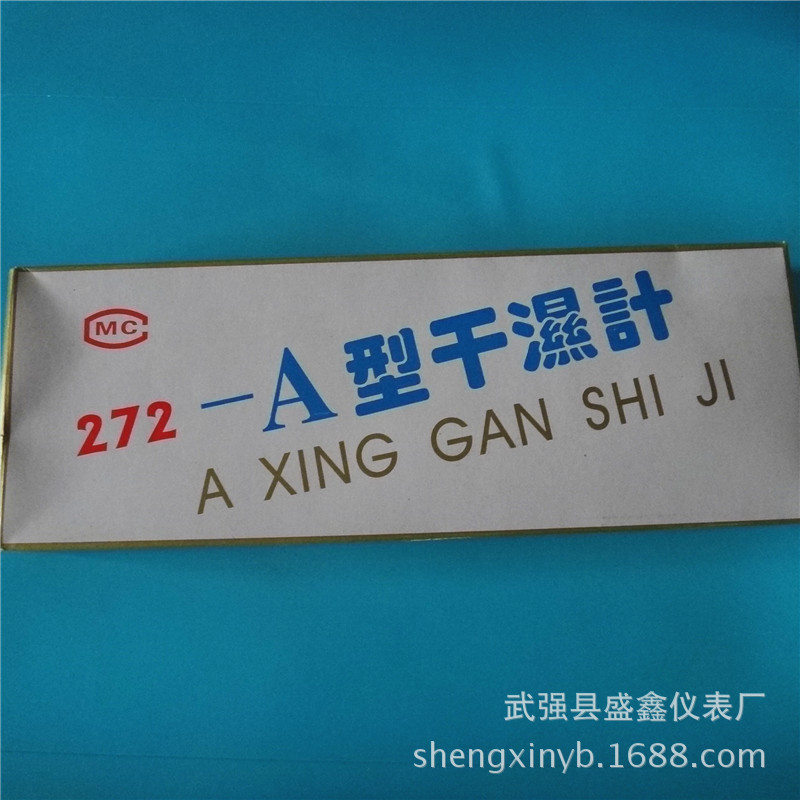 MC
272 —A型干濕計
A XING GAN SHI JI
武强县盛鑫仪表厂
shengxinyb.1688.com